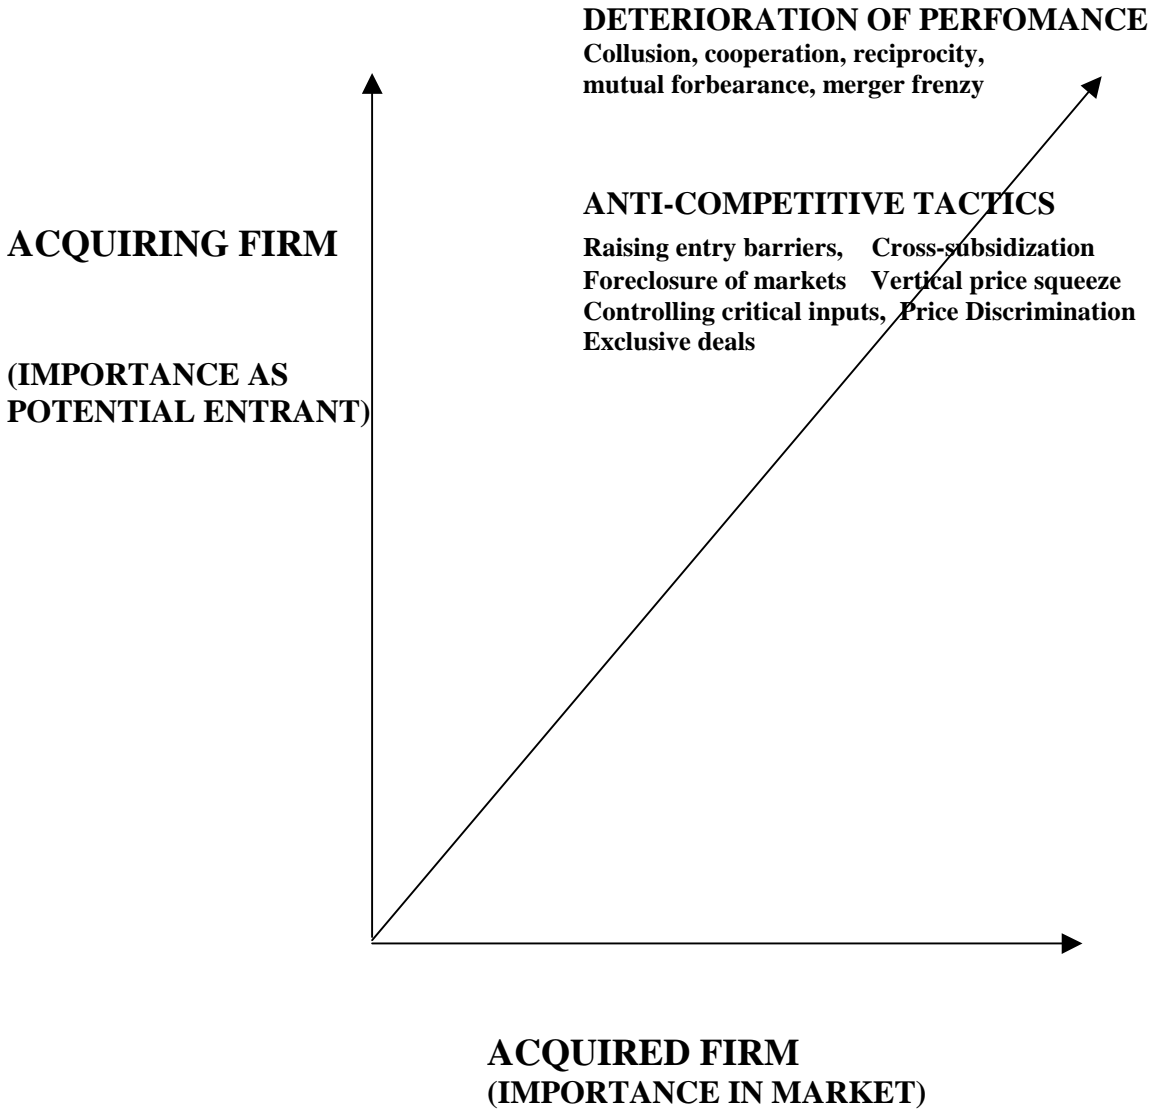 DETERIORATION OF PERFOMANCE
Collusion, cooperation, reciprocity,
mutual forbearance, merger frenzy
ANTI-COMPETITIVE TACTICS
ACQUIRING FIRM
Raising entry barriers, Cross-subsidization
Foreclosure of markets Vertical price squeeze
Controlling critical inputs, Price Discrimination
Exclusive deals
(IMPORTANCE AS
POTENTIAL ENTRANT)
ACQUIRED FIRM
(IMPORTANCE IN MARKET)